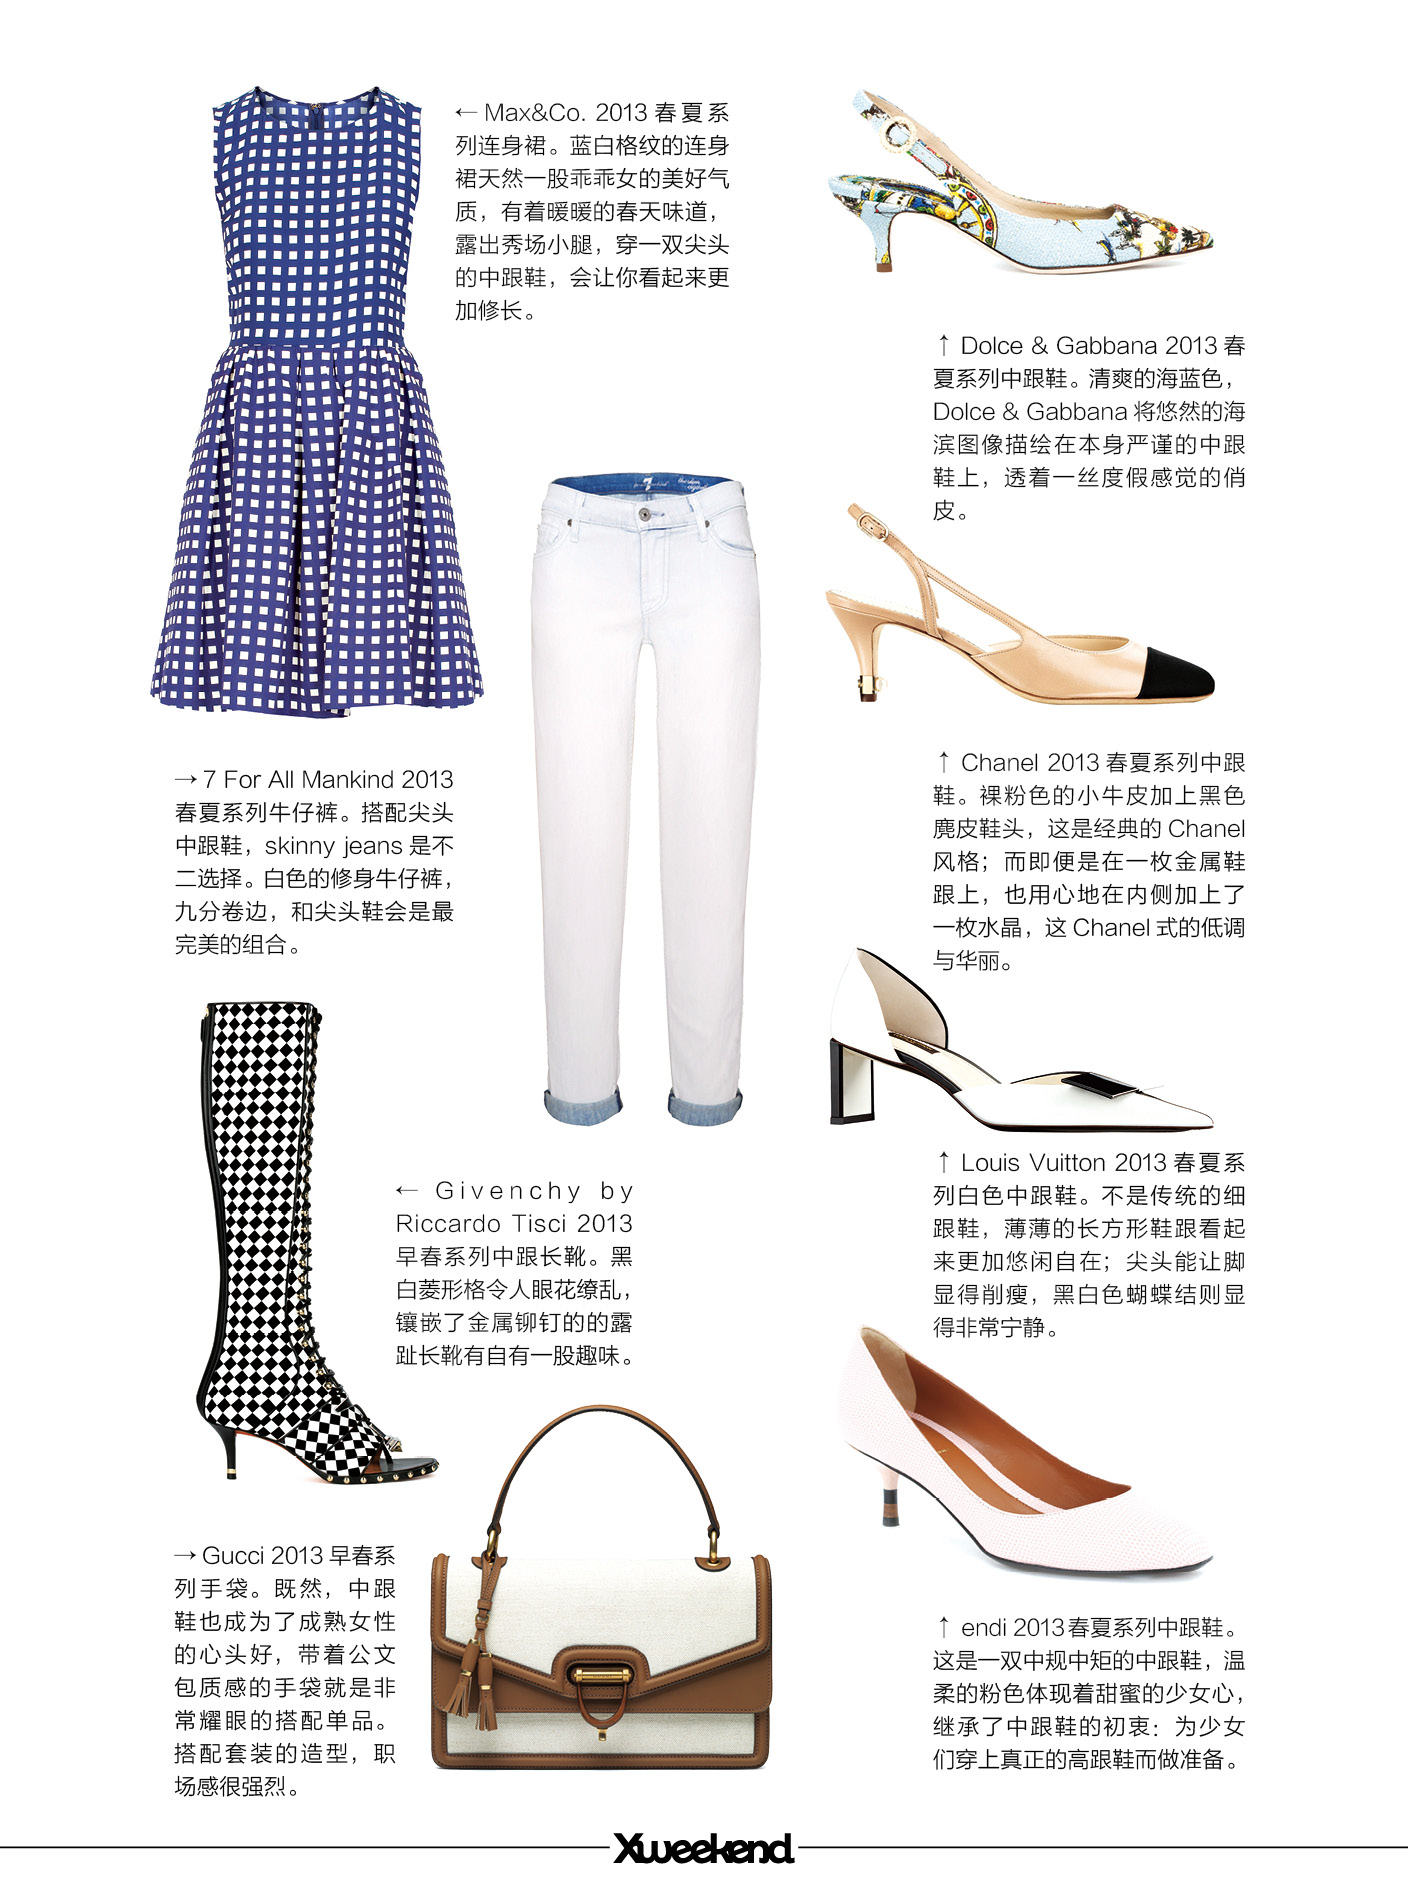 ← Max&Co. 2013 春夏系
列连身裙。蓝白格纹的连身
裙天然一股乖乖女的美好气
质，有着暖暖的春天味道，
露出秀场小腿，穿一双尖头
的中跟鞋，会让你看起来更
加修长。
↑ Dolce & Gabbana 2013 春
夏系列中跟鞋。清爽的海蓝色，
Dolce & Gabbana 将悠然的海
滨图像描绘在本身严谨的中跟
鞋上，透着一丝度假感觉的俏
皮。
→ 7 For All Mankind 2013
春夏系列牛仔裤。搭配尖头
中跟鞋，skinny jeans 是不
二选择。白色的修身牛仔裤，
九分卷边，和尖头鞋会是最
完美的组合。
↑ Chanel 2013 春夏系列中跟
鞋。裸粉色的小牛皮加上黑色
麂皮鞋头，这是经典的 Chanel
风格；而即便是在一枚金属鞋
跟上，也用心地在内侧加上了
一枚水晶，这 Chanel 式的低调
与华丽。
← Givenchy by
Riccardo Tisci 2013
早春系列中跟长靴。黑
白菱形格令人眼花缭乱，
镶嵌了金属铆钉的的露
趾长靴有自有一股趣味。
↑ Louis Vuitton 2013 春夏系
列白色中跟鞋。不是传统的细
跟鞋，薄薄的长方形鞋跟看起
来更加悠闲自在；尖头能让脚
显得削瘦，黑白色蝴蝶结则显
得非常宁静。
→ Gucci 2013 早春系
列手袋。既然，中跟
鞋也成为了成熟女性
的心头好，带着公文
包质感的手袋就是非
常耀眼的搭配单品。
搭配套装的造型，职
场感很强烈。
↑ endi 2013春夏系列中跟鞋。
这是一双中规中矩的中跟鞋，温
柔的粉色体现着甜蜜的少女心，
继承了中跟鞋的初衷：为少女
们穿上真正的高跟鞋而做准备。
Xweekend